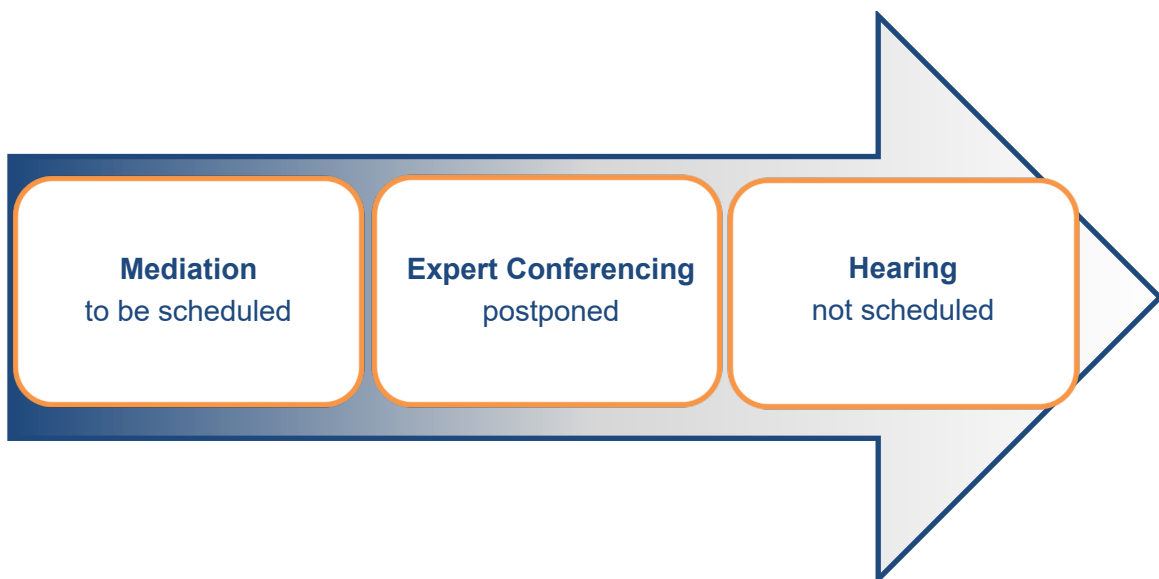 Mediation
to be scheduled
Expert Conferencing
postponed
Hearing
not scheduled